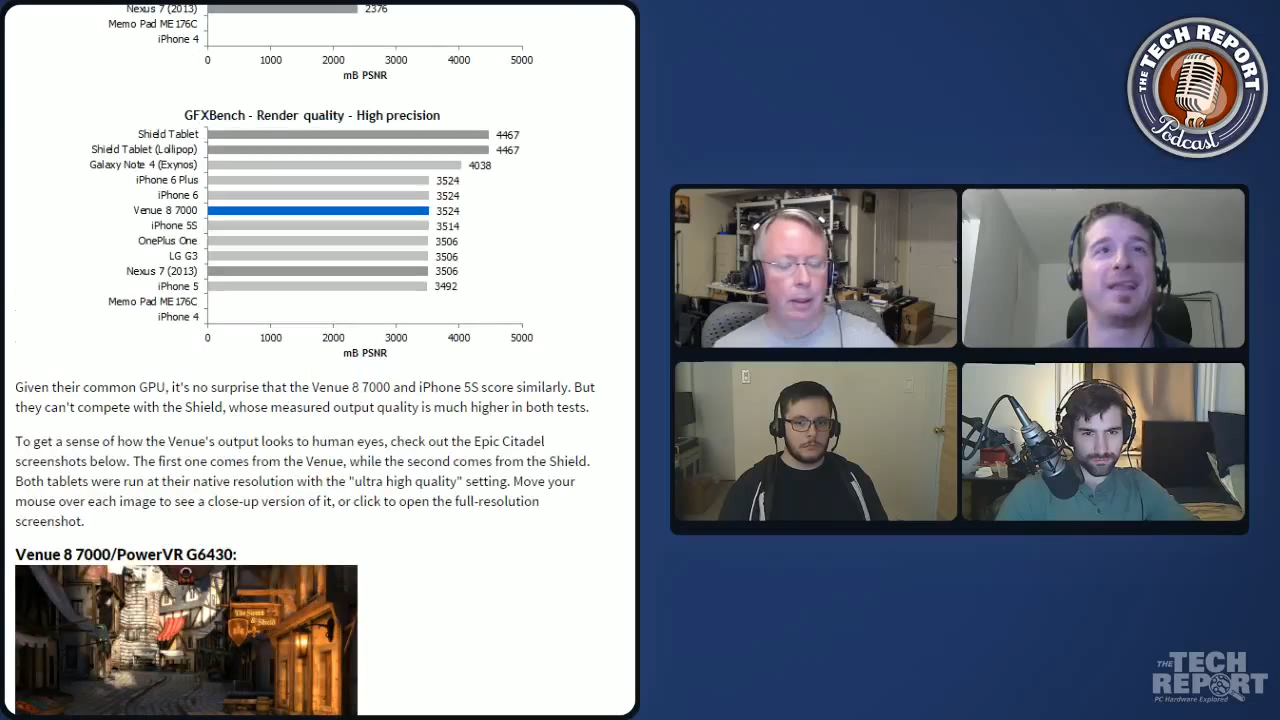 Nexus 7 (2013) 2376
Memo Pad ME176C
iPhone 4
0 1000 2000 3000 4000 5000
mB PSNR
GFXBench - Render quality - High precision
Shield Tablet 4467
Shield Tablet (Lollipop) 4467
Galaxy Note 4 (Exynos) 4038
iPhone 6 Plus 3524
iPhone 6 3524
Venue 8 7000 3524
iPhone 5S 3514
OnePlus One 3506
LG G3 3506
Nexus 7 (2013) 3506
iPhone 5 3492
Memo Pad ME176C
iPhone 4
0 1000 2000 3000 4000 5000
mB PSNR
Given their common GPU, it's no surprise that the Venue 8 7000 and iPhone 5S score similarly. But
they can't compete with the Shield, whose measured output quality is much higher in both tests.
To get a sense of how the Venue's output looks to human eyes, check out the Epic Citadel
screenshots below. The first one comes from the Venue, while the second comes from the Shield.
Both tablets were run at their native resolution with the "ultra high quality" setting. Move your
mouse over each image to see a close-up version of it, or click to open the full-resolution
screenshot.
Venue 8 7000/PowerVR G6430:
& Shield
THE TECH REPORT
Podcast
THE
TECH
REPORT
PC Hardware Explored